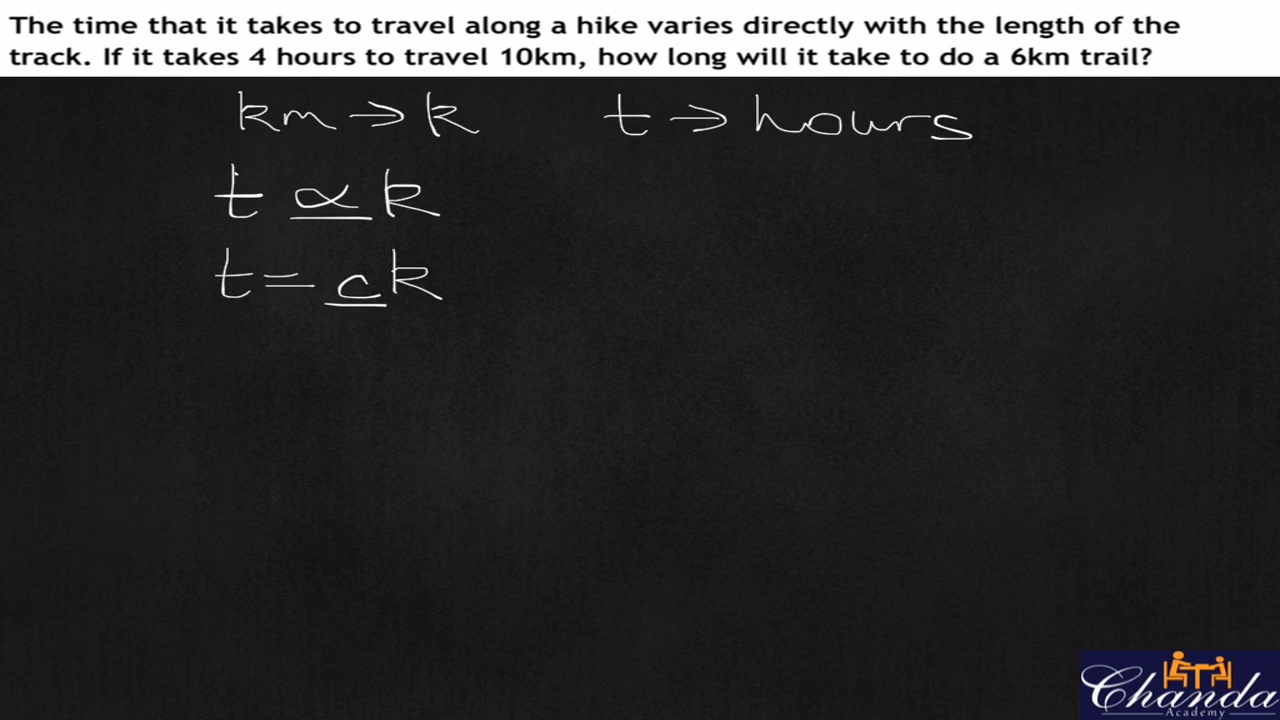 The time that it takes to travel along a hike varies directly with the length of the
track. If it takes 4 hours to travel 10km, how long will it take to do a 6km trail?
km → k t → hours
t ∝ k
t = ck
Chanda
Academy